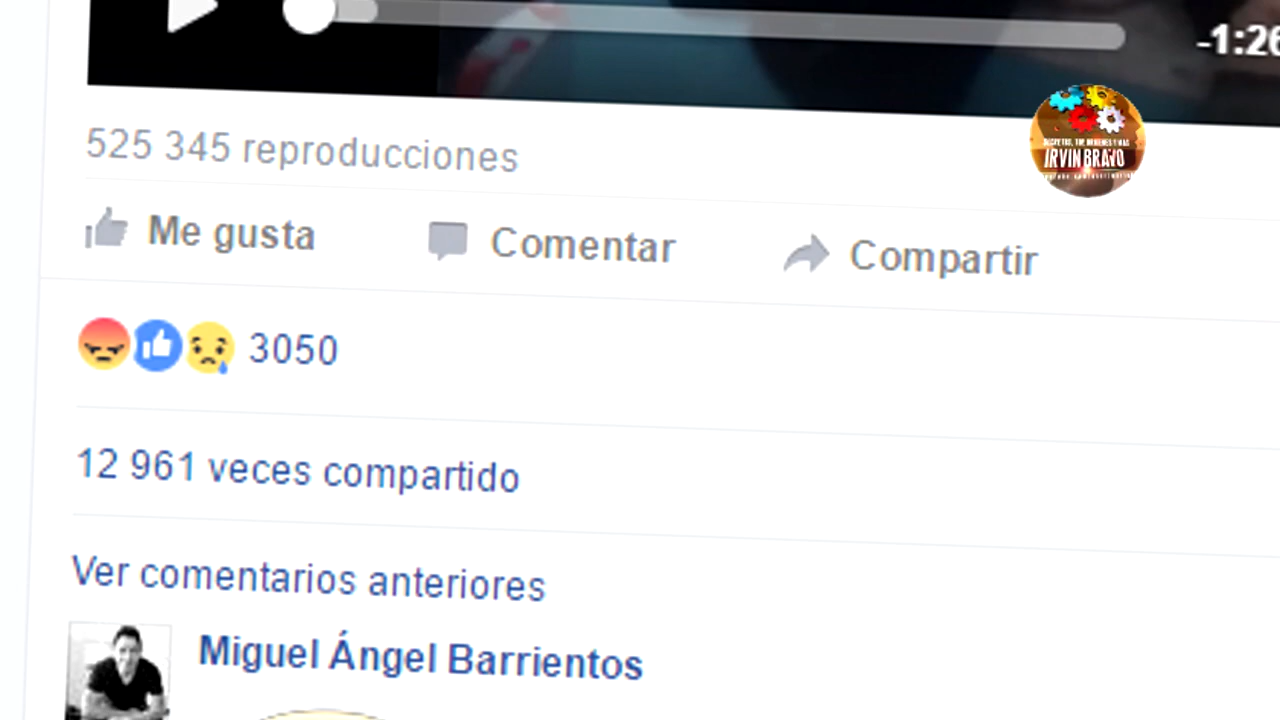 -1:26
525 345 reproducciones
IRVIN BRAVO
Me gusta Comentar Compartir
3050
12 961 veces compartido
Ver comentarios anteriores
Miguel Ángel Barrientos